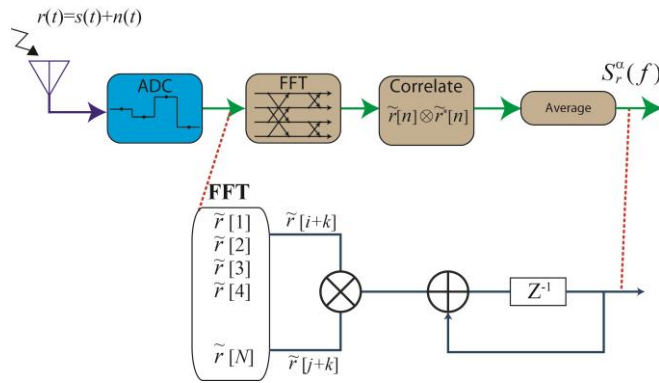 r(t)=s(t)+n(t)
ADC
FFT
Correlate
r̃[n]⊗r̃*[n]
Average
S_r^α(f)
FFT
r̃[1]
r̃[2]
r̃[3]
r̃[4]
r̃[N]
r̃[i+k]
r̃[j+k]
Z⁻¹